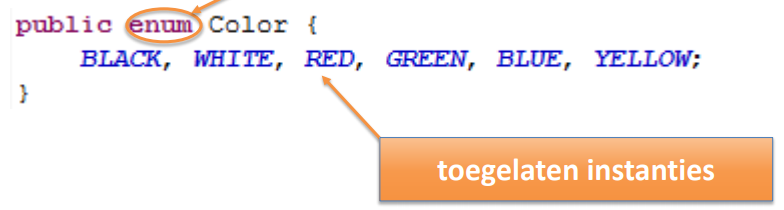 public enum Color {
BLACK, WHITE, RED, GREEN, BLUE, YELLOW;
}
toegelaten instanties